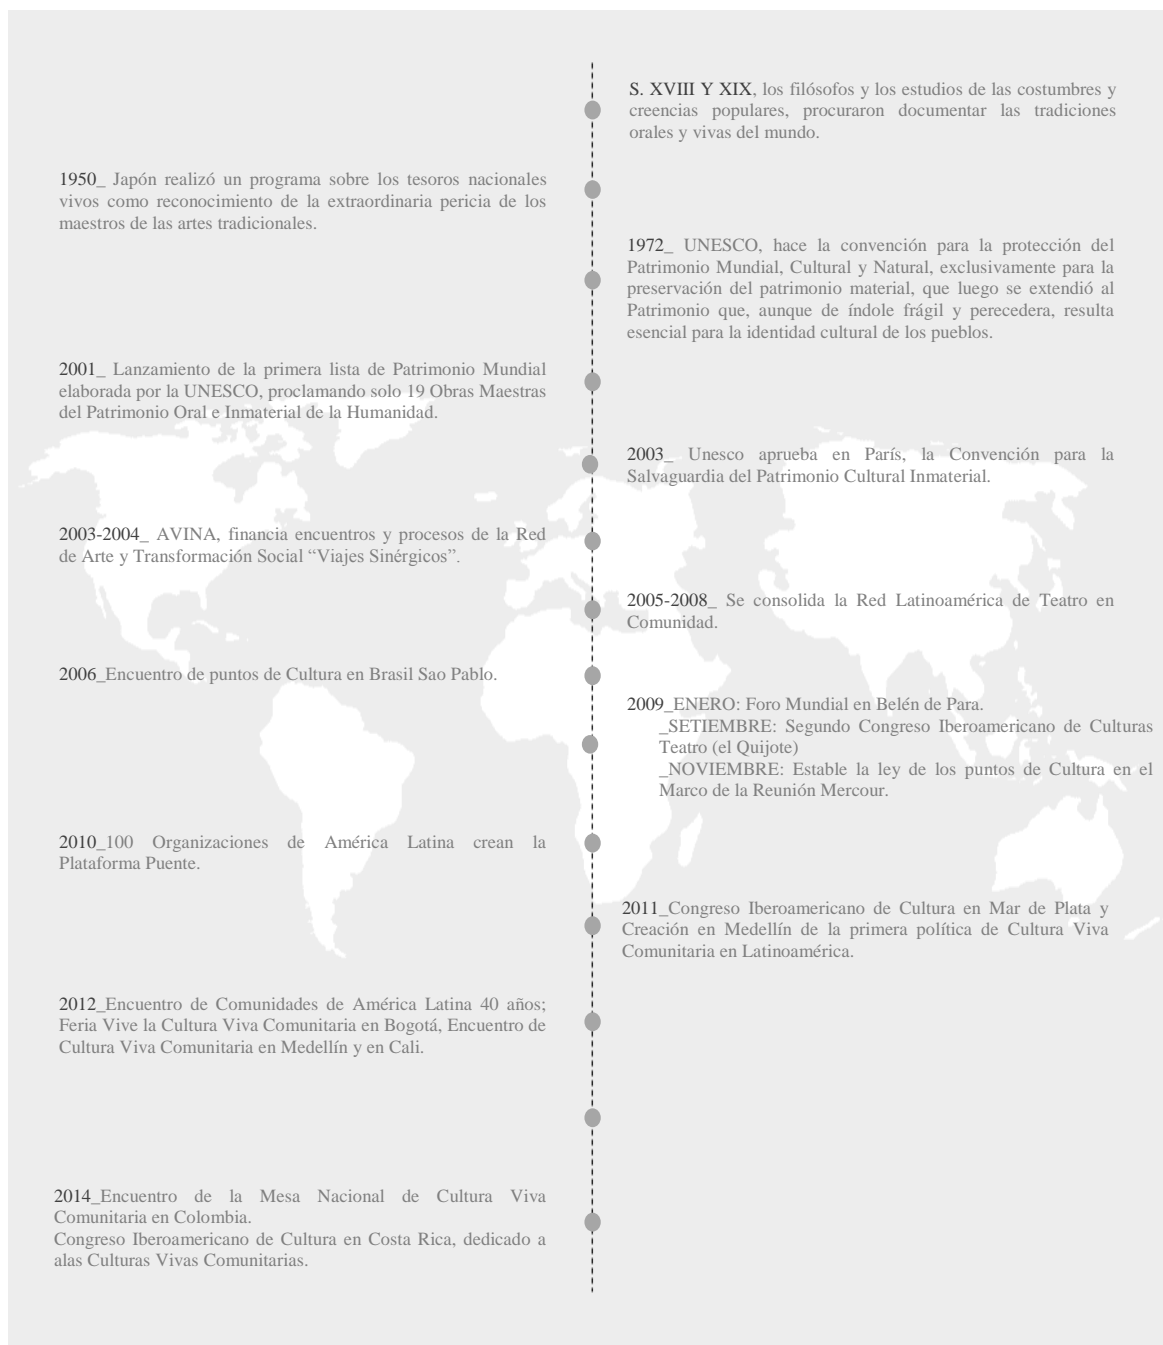 S. XVIII Y XIX, los filósofos y los estudios de las costumbres y
creencias populares, procuraron documentar las tradiciones
orales y vivas del mundo.
1950_ Japón realizó un programa sobre los tesoros nacionales
vivos como reconocimiento de la extraordinaria pericia de los
maestros de las artes tradicionales.
1972_ UNESCO, hace la convención para la protección del
Patrimonio Mundial, Cultural y Natural, exclusivamente para la
preservación del patrimonio material, que luego se extendió al
Patrimonio que, aunque de índole frágil y perecedera, resulta
esencial para la identidad cultural de los pueblos.
2001_ Lanzamiento de la primera lista de Patrimonio Mundial
elaborada por la UNESCO, proclamando solo 19 Obras Maestras
del Patrimonio Oral e Inmaterial de la Humanidad.
2003_ Unesco aprueba en París, la Convención para la
Salvaguardia del Patrimonio Cultural Inmaterial.
2003-2004_ AVINA, financia encuentros y procesos de la Red
de Arte y Transformación Social “Viajes Sinérgicos”.
2005-2008_ Se consolida la Red Latinoamérica de Teatro en
Comunidad.
2006_Encuentro de puntos de Cultura en Brasil Sao Pablo.
2009_ENERO: Foro Mundial en Belén de Para.
_SETIEMBRE: Segundo Congreso Iberoamericano de Culturas
Teatro (el Quijote)
_NOVIEMBRE: Estable la ley de los puntos de Cultura en el
Marco de la Reunión Mercour.
2010_100 Organizaciones de América Latina crean la
Plataforma Puente.
2011_Congreso Iberoamericano de Cultura en Mar de Plata y
Creación en Medellín de la primera política de Cultura Viva
Comunitaria en Latinoamérica.
2012_Encuentro de Comunidades de América Latina 40 años;
Feria Vive la Cultura Viva Comunitaria en Bogotá, Encuentro de
Cultura Viva Comunitaria en Medellín y en Cali.
2014_Encuentro de la Mesa Nacional de Cultura Viva
Comunitaria en Colombia.
Congreso Iberoamericano de Cultura en Costa Rica, dedicado a
alas Culturas Vivas Comunitarias.